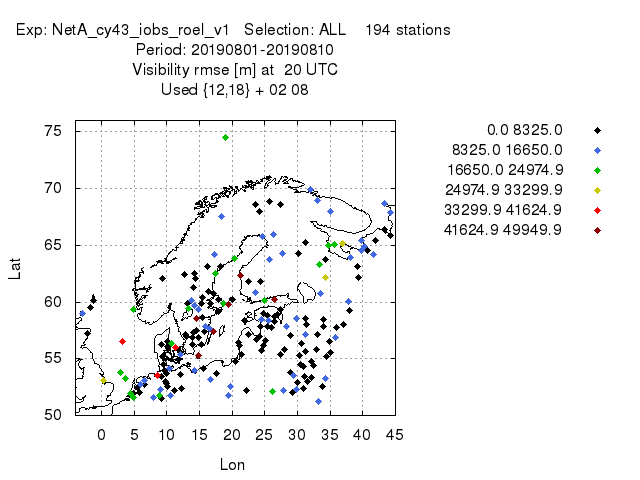 Exp: NetA_cy43_iobs_roel_v1   Selection: ALL    194 stations
Period: 20190801-20190810
Visibility rmse [m] at  20 UTC
Used {12,18} + 02 08
0.0 8325.0
8325.0 16650.0
16650.0 24974.9
24974.9 33299.9
33299.9 41624.9
41624.9 49949.9
75
70
65
60
55
50
Lat
0 5 10 15 20 25 30 35 40 45
Lon